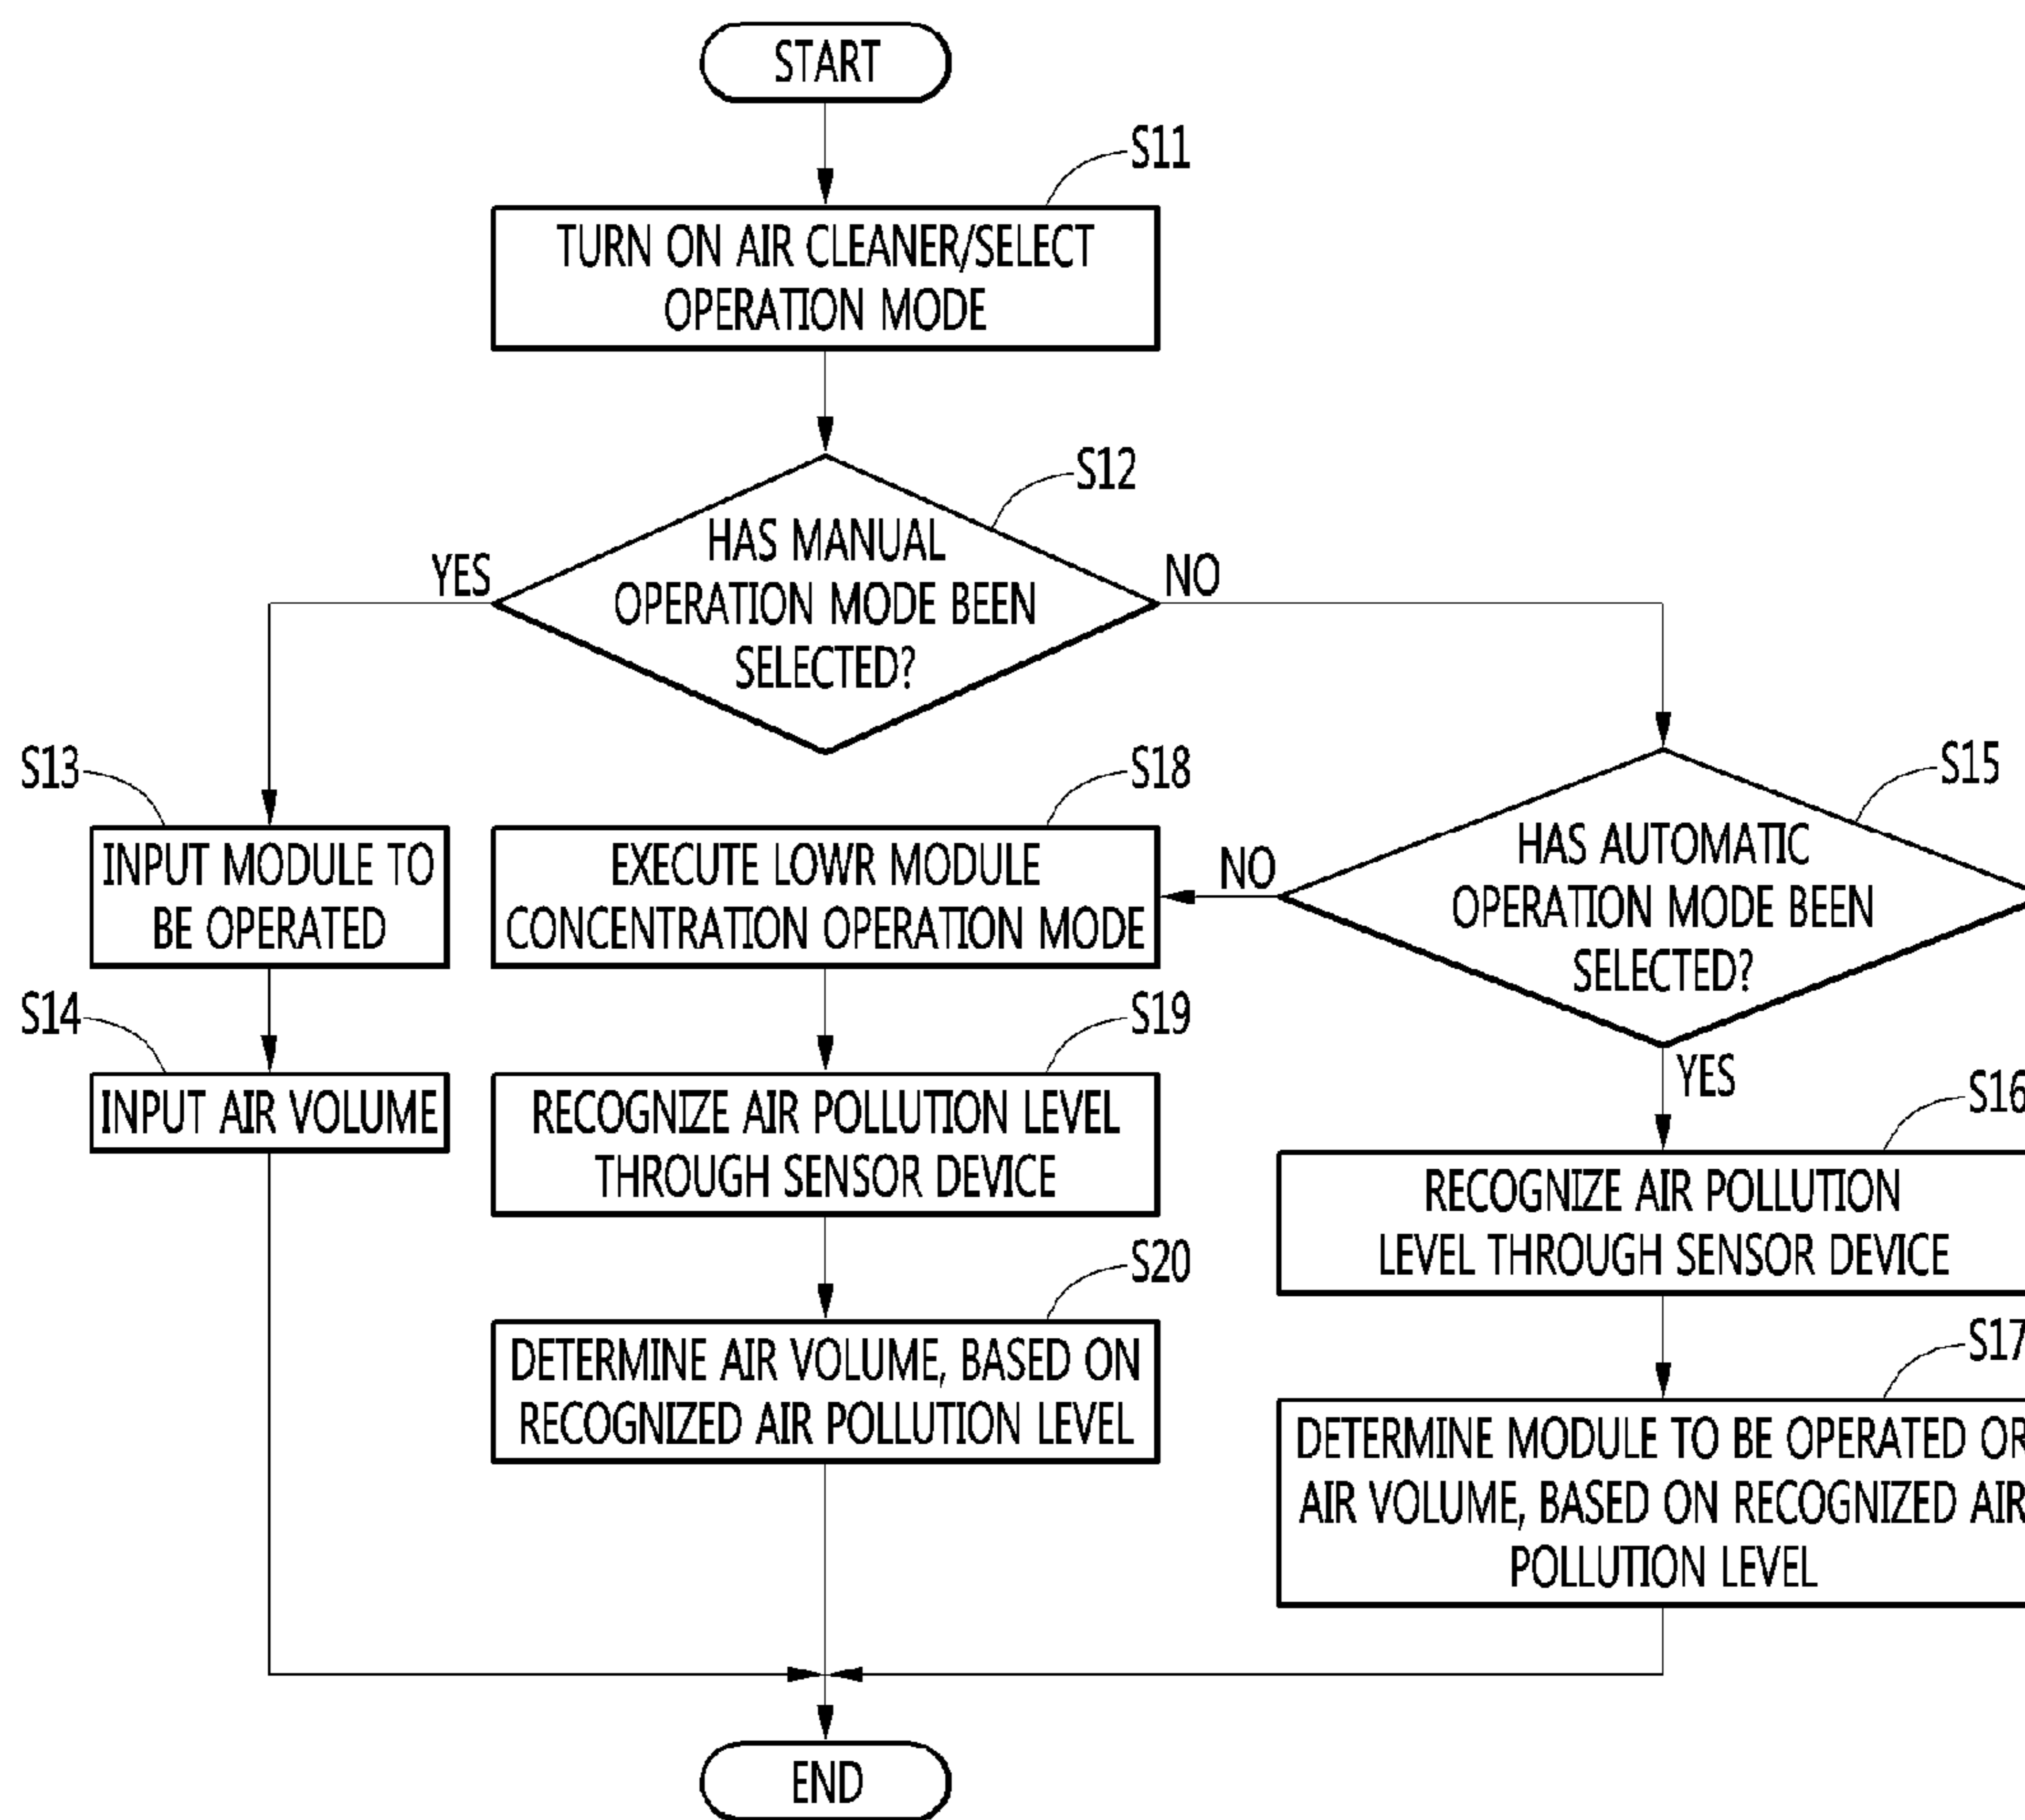 START
S11
TURN ON AIR CLEANER/SELECT
OPERATION MODE
S12
HAS MANUAL
OPERATION MODE BEEN
SELECTED?
YES
NO
S13
INPUT MODULE TO
BE OPERATED
S14
INPUT AIR VOLUME
S18
EXECUTE LOWR MODULE
CONCENTRATION OPERATION MODE
S19
RECOGNIZE AIR POLLUTION LEVEL
THROUGH SENSOR DEVICE
S20
DETERMINE AIR VOLUME, BASED ON
RECOGNIZED AIR POLLUTION LEVEL
S15
HAS AUTOMATIC
OPERATION MODE BEEN
SELECTED?
NO
YES
S16
RECOGNIZE AIR POLLUTION
LEVEL THROUGH SENSOR DEVICE
S17
DETERMINE MODULE TO BE OPERATED OR
AIR VOLUME, BASED ON RECOGNIZED AIR
POLLUTION LEVEL
END